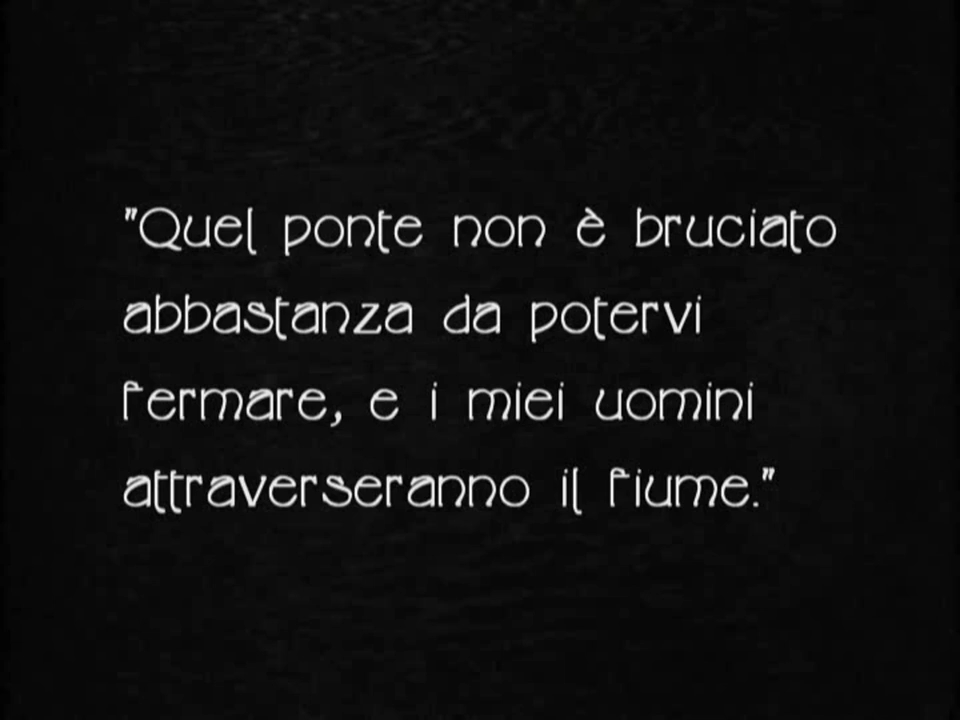 "Quel ponte non è bruciato
abbastanza da potervi
fermare, e i miei uomini
attraverseranno il fiume."